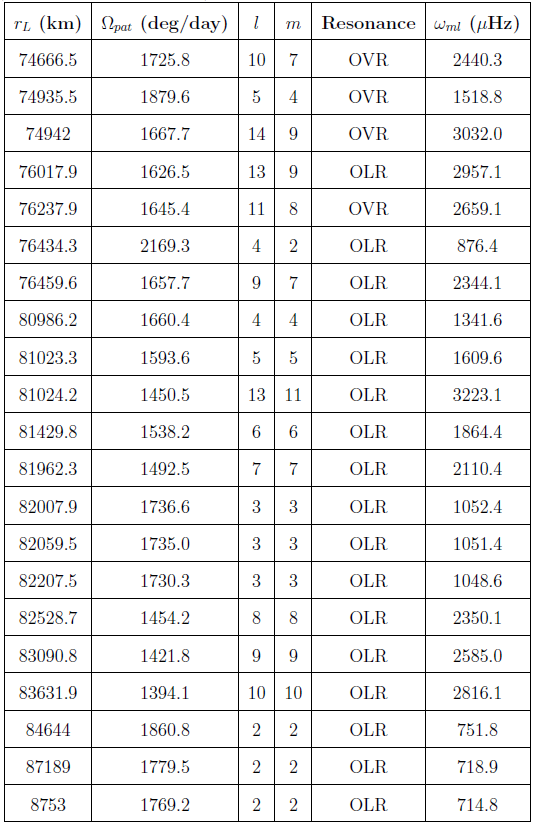 r_L (km) Ω_pat (deg/day) l m Resonance ω_ml (μHz)
74666.5 1725.8 10 7 OVR 2440.3
74935.5 1879.6 5 4 OVR 1518.8
74942 1667.7 14 9 OVR 3032.0
76017.9 1626.5 13 9 OLR 2957.1
76237.9 1645.4 11 8 OVR 2659.1
76434.3 2169.3 4 2 OLR 876.4
76459.6 1657.7 9 7 OLR 2344.1
80986.2 1660.4 4 4 OLR 1341.6
81023.3 1593.6 5 5 OLR 1609.6
81024.2 1450.5 13 11 OLR 3223.1
81429.8 1538.2 6 6 OLR 1864.4
81962.3 1492.5 7 7 OLR 2110.4
82007.9 1736.6 3 3 OLR 1052.4
82059.5 1735.0 3 3 OLR 1051.4
82207.5 1730.3 3 3 OLR 1048.6
82528.7 1454.2 8 8 OLR 2350.1
83090.8 1421.8 9 9 OLR 2585.0
83631.9 1394.1 10 10 OLR 2816.1
84644 1860.8 2 2 OLR 751.8
87189 1779.5 2 2 OLR 718.9
8753 1769.2 2 2 OLR 714.8